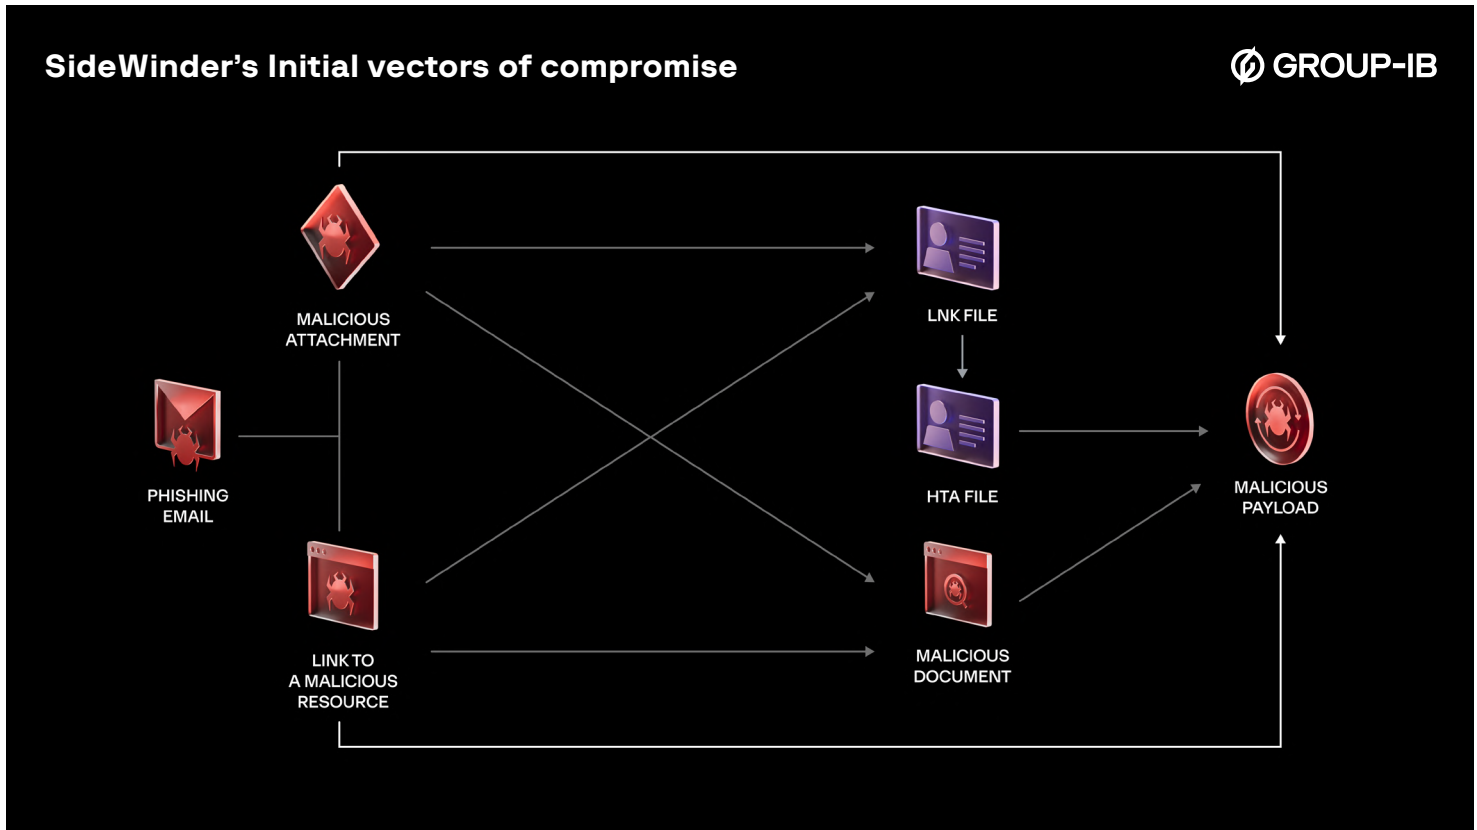 SideWinder's Initial vectors of compromise
GROUP-IB
MALICIOUS
ATTACHMENT
LNK FILE
PHISHING
EMAIL
HTA FILE
MALICIOUS
PAYLOAD
LINK TO
A MALICIOUS
RESOURCE
MALICIOUS
DOCUMENT